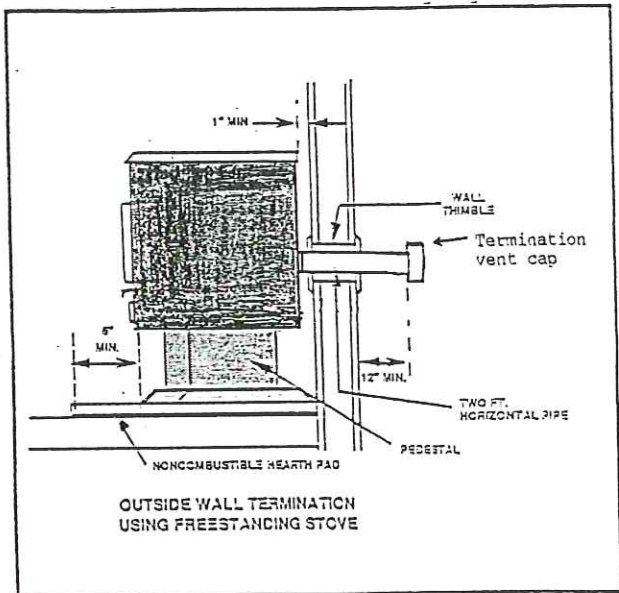 1" MIN
WALL
THIMBLE
Termination
vent cap
6"
MIN.
12" MIN.
TWO FT.
HORIZONTAL PIPE
PEDESTAL
NONCOMBUSTIBLE HEARTH PAD
OUTSIDE WALL TERMINATION
USING FREESTANDING STOVE